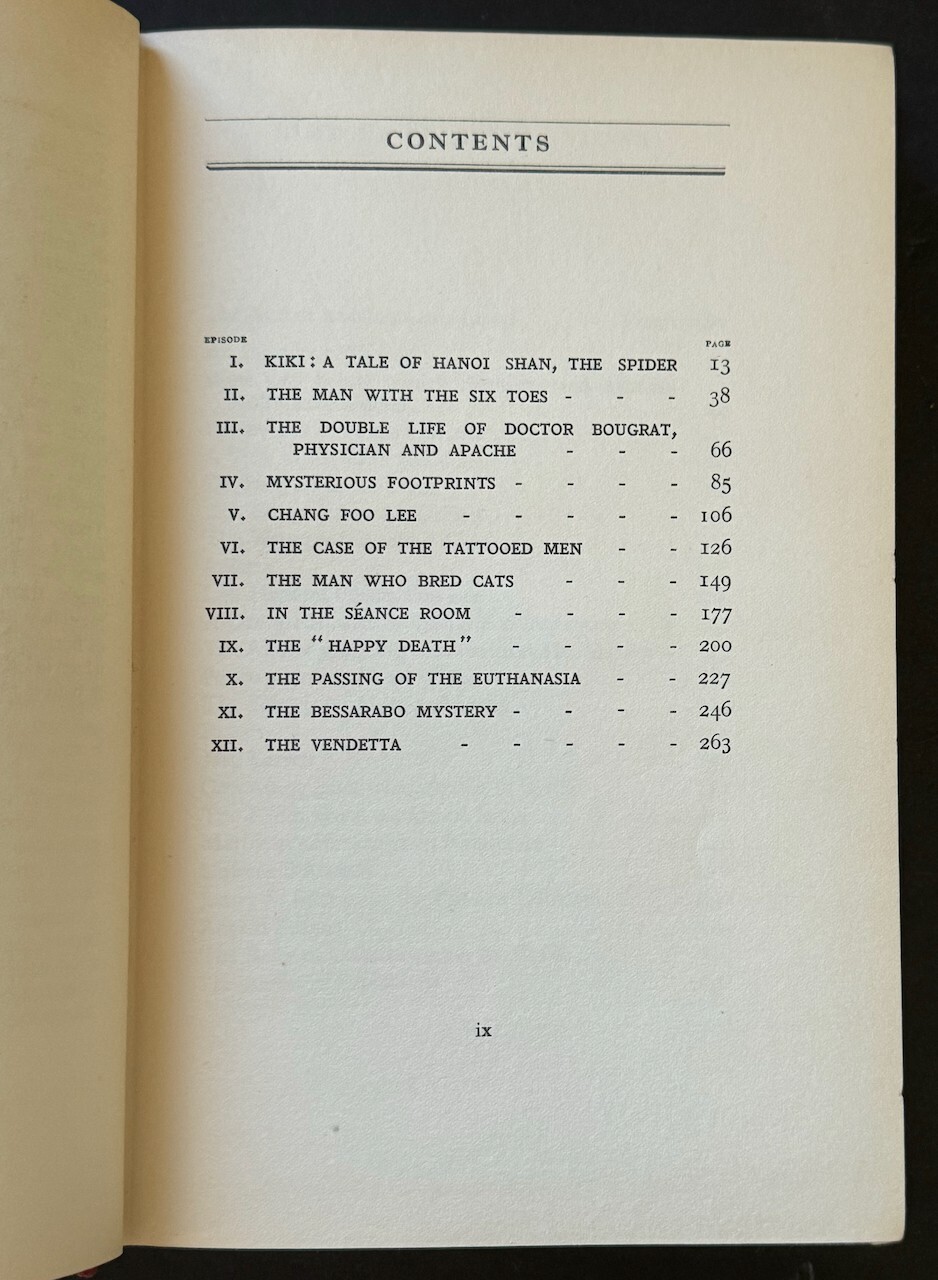 CONTENTS
EPISODE PAGE
I. KIKI: A TALE OF HANOI SHAN, THE SPIDER 13
II. THE MAN WITH THE SIX TOES - - - 38
III. THE DOUBLE LIFE OF DOCTOR BOUGRAT,
PHYSICIAN AND APACHE - - - 66
IV. MYSTERIOUS FOOTPRINTS - - - - 85
V. CHANG FOO LEE - - - - - 106
VI. THE CASE OF THE TATTOOED MEN - - 126
VII. THE MAN WHO BRED CATS - - - 149
VIII. IN THE SÉANCE ROOM - - - - 177
IX. THE “HAPPY DEATH” - - - - 200
X. THE PASSING OF THE EUTHANASIA - - 227
XI. THE BESSARABO MYSTERY - - - - 246
XII. THE VENDETTA - - - - - 263
ix